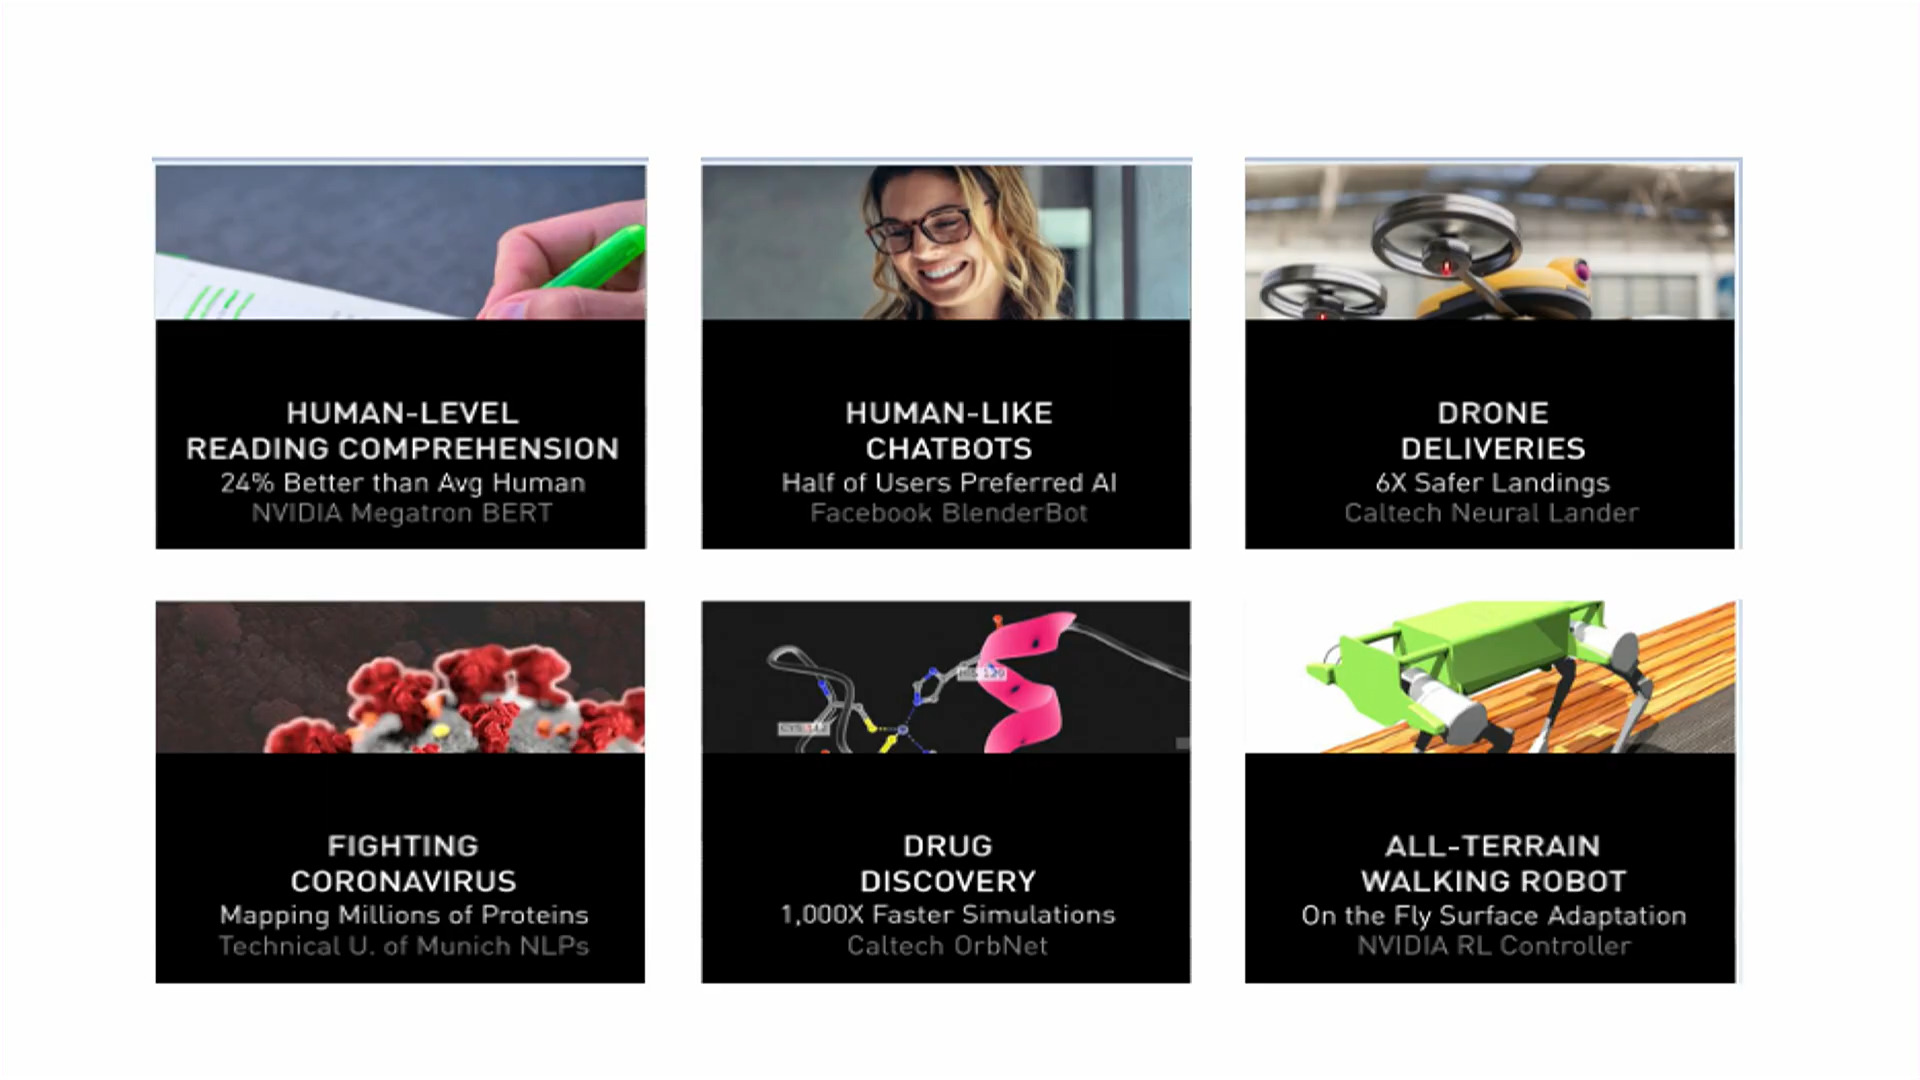 HUMAN-LEVEL
READING COMPREHENSION
24% Better than Avg Human
NVIDIA Megatron BERT
HUMAN-LIKE
CHATBOTS
Half of Users Preferred AI
Facebook BlenderBot
DRONE
DELIVERIES
6X Safer Landings
Caltech Neural Lander
FIGHTING
CORONAVIRUS
Mapping Millions of Proteins
Technical U. of Munich NLPs
DRUG
DISCOVERY
1,000X Faster Simulations
Caltech OrbNet
ALL-TERRAIN
WALKING ROBOT
On the Fly Surface Adaptation
NVIDIA RL Controller